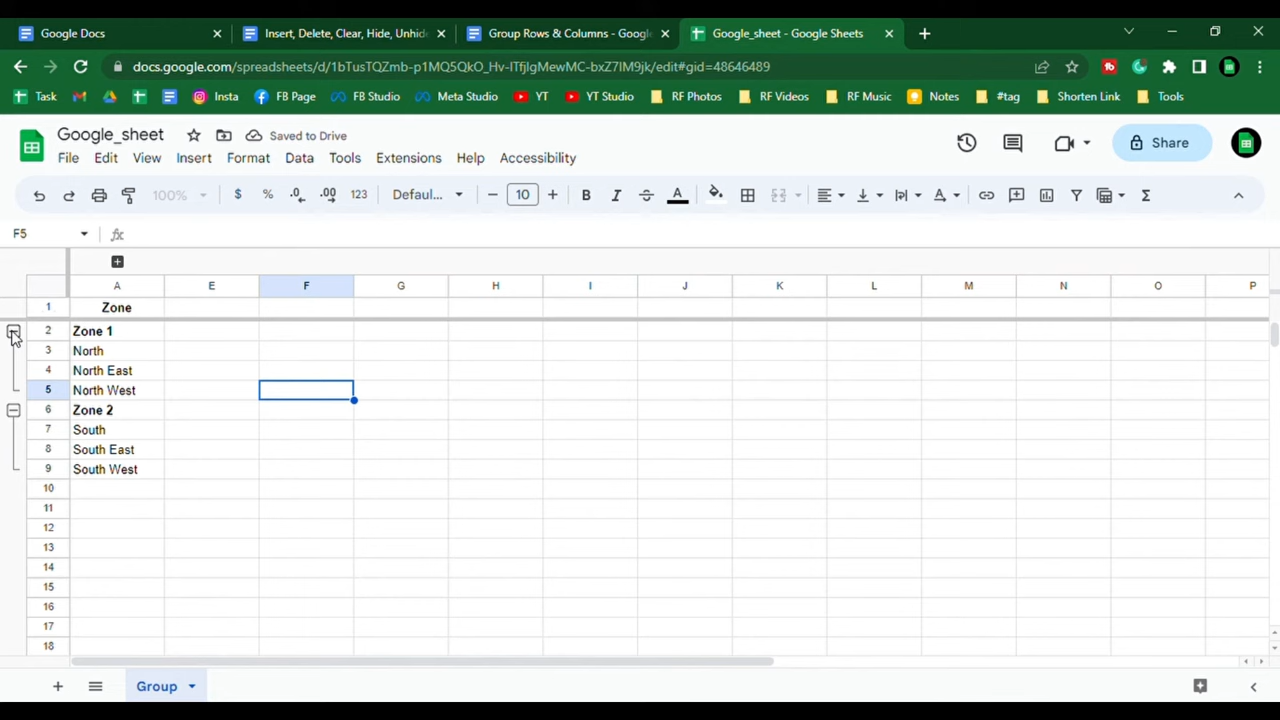 Google Docs
Insert, Delete, Clear, Hide, Unhid
Group Rows & Columns - Googl
Google_sheet - Google Sheets
docs.google.com/spreadsheets/d/1bTusTQZmb-p1MQ5QkO_Hv-ITfjIgMewMC-bxZ7IM9jk/edit#gid=48646489
Task
Insta
FB Page
FB Studio
Meta Studio
YT
YT Studio
RF Photos
RF Videos
RF Music
Notes
#tag
Shorten Link
Tools
Google_sheet
Saved to Drive
File Edit View Insert Format Data Tools Extensions Help Accessibility
Share
100% $ % .0 .00 123 Defaul... 10 B I S A Σ
F5 fx
A E F G H I J K L M N O P
1 Zone
2 Zone 1
3 North
4 North East
5 North West
6 Zone 2
7 South
8 South East
9 South West
10
11
12
13
14
15
16
17
18
Group